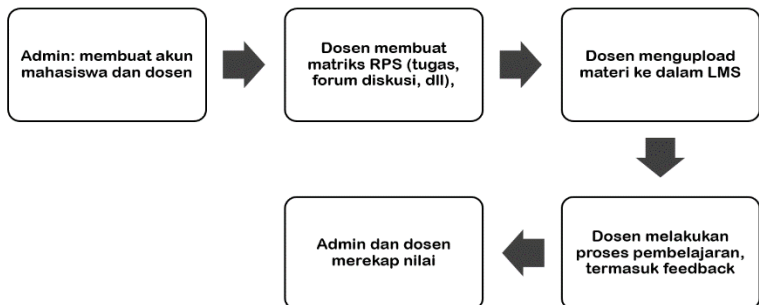 Admin: membuat akun
mahasiswa dan dosen
Dosen membuat
matriks RPS (tugas,
forum diskusi, dll),
Dosen mengupload
materi ke dalam LMS
Dosen melakukan
proses pembelajaran,
termasuk feedback
Admin dan dosen
merekap nilai